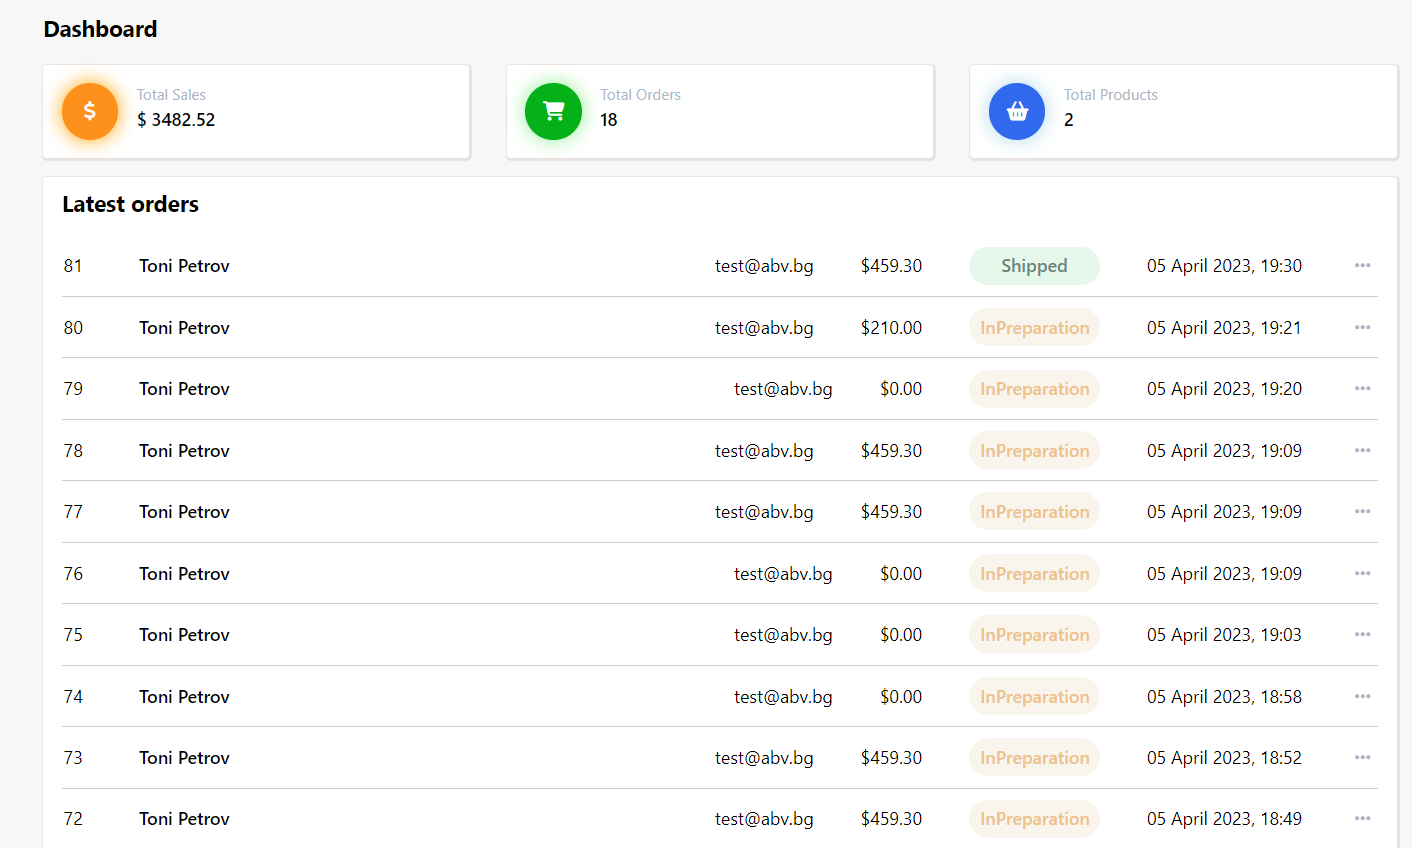 Dashboard
Total Sales
$ 3482.52
Total Orders
18
Total Products
2
Latest orders
81 Toni Petrov test@abv.bg $459.30 Shipped 05 April 2023, 19:30
80 Toni Petrov test@abv.bg $210.00 InPreparation 05 April 2023, 19:21
79 Toni Petrov test@abv.bg $0.00 InPreparation 05 April 2023, 19:20
78 Toni Petrov test@abv.bg $459.30 InPreparation 05 April 2023, 19:09
77 Toni Petrov test@abv.bg $459.30 InPreparation 05 April 2023, 19:09
76 Toni Petrov test@abv.bg $0.00 InPreparation 05 April 2023, 19:09
75 Toni Petrov test@abv.bg $0.00 InPreparation 05 April 2023, 19:03
74 Toni Petrov test@abv.bg $0.00 InPreparation 05 April 2023, 18:58
73 Toni Petrov test@abv.bg $459.30 InPreparation 05 April 2023, 18:52
72 Toni Petrov test@abv.bg $459.30 InPreparation 05 April 2023, 18:49